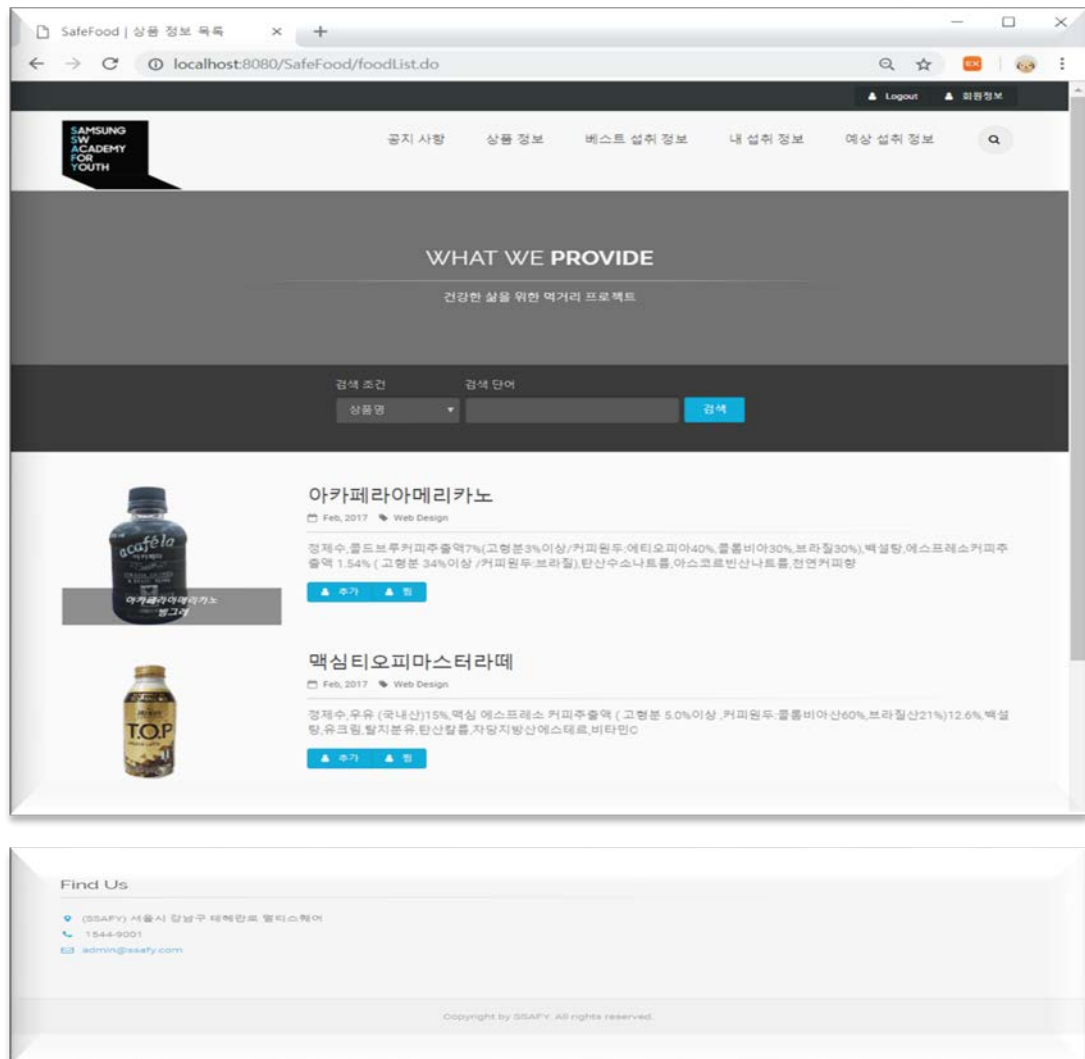 SafeFood | 상품 정보 목록
localhost:8080/SafeFood/foodList.do
Logout 회원정보
SAMSUNG
SW
ACADEMY
FOR
YOUTH
공지 사항 상품 정보 베스트 섭취 정보 내 섭취 정보 예상 섭취 정보
WHAT WE PROVIDE
건강한 삶을 위한 먹거리 프로젝트
검색 조건 검색 단어
상품명 검색
acaféla
아카페라아메리카노
빙그레
아카페라아메리카노
Feb, 2017 Web Design
정제수,콜드브루커피추출액7%(고형분3%이상/커피원두:에티오피아40%,콜롬비아30%,브라질30%),백설탕,에스프레소커피추
출액 1.54% ( 고형분 34%이상 /커피원두:브라질),탄산수소나트륨,아스코르빈산나트륨,천연커피향
추가 찜
T.O.P
맥심티오피마스터라떼
Feb, 2017 Web Design
정제수,우유 (국내산)15%,맥심 에스프레소 커피추출액 ( 고형분 5.0%이상 ,커피원두:콜롬비아산60%,브라질산21%)12.6%,백설
탕,유크림,탈지분유,탄산칼륨,자당지방산에스테르,비타민C
추가 찜
Find Us
(SSAFY) 서울시 강남구 테헤란로 멀티스퀘어
1544-9001
admin@ssafy.com
Copyright by SSAFY. All rights reserved.